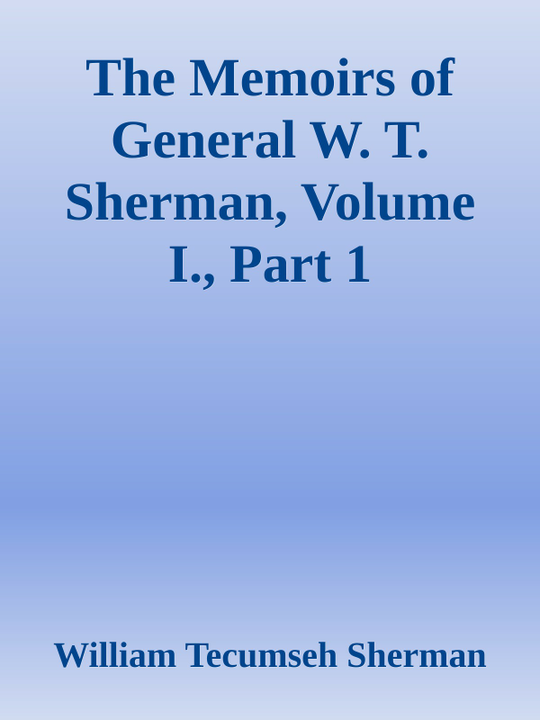 The Memoirs of
General W. T.
Sherman, Volume
I., Part 1
William Tecumseh Sherman